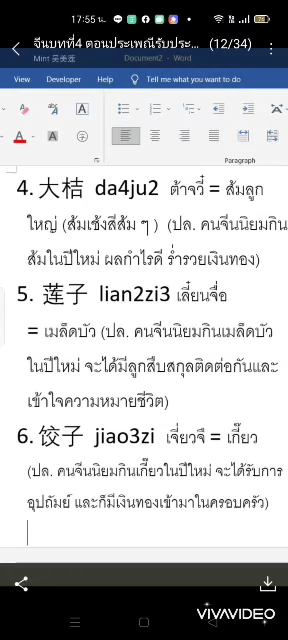 17:55 น.
จีนบทที่4 ตอนประเพณีรับประ... (12/34)
Mint 吴美莲
Document2 - Word
View Developer Help Tell me what you want to do
Paragraph
4. 大桔 da4ju2 ต้าจวี๋ = ส้มลูก
ใหญ่ (ส้มเช้งสีส้ม ๆ ) (ปล. คนจีนนิยมกิน
ส้มในปีใหม่ ผลกำไรดี ร่ำรวยเงินทอง)
5. 莲子 lian2zi3 เลี๋ยนจื่อ
= เมล็ดบัว (ปล. คนจีนนิยมกินเมล็ดบัว
ในปีใหม่ จะได้มีลูกสืบสกุลติดต่อกันและ
เข้าใจความหมายชีวิต)
6. 饺子 jiao3zi เจี่ยวจึ = เกี๊ยว
(ปล. คนจีนนิยมกินเกี๊ยวในปีใหม่ จะได้รับการ
อุปถัมย์ และก็มีเงินทองเข้ามาในครอบครัว)
VIVAVIDEO